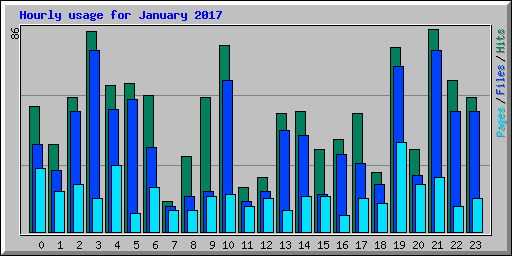 Hourly usage for January 2017
86
Pages / Files / Hits
0 1 2 3 4 5 6 7 8 9 10 11 12 13 14 15 16 17 18 19 20 21 22 23